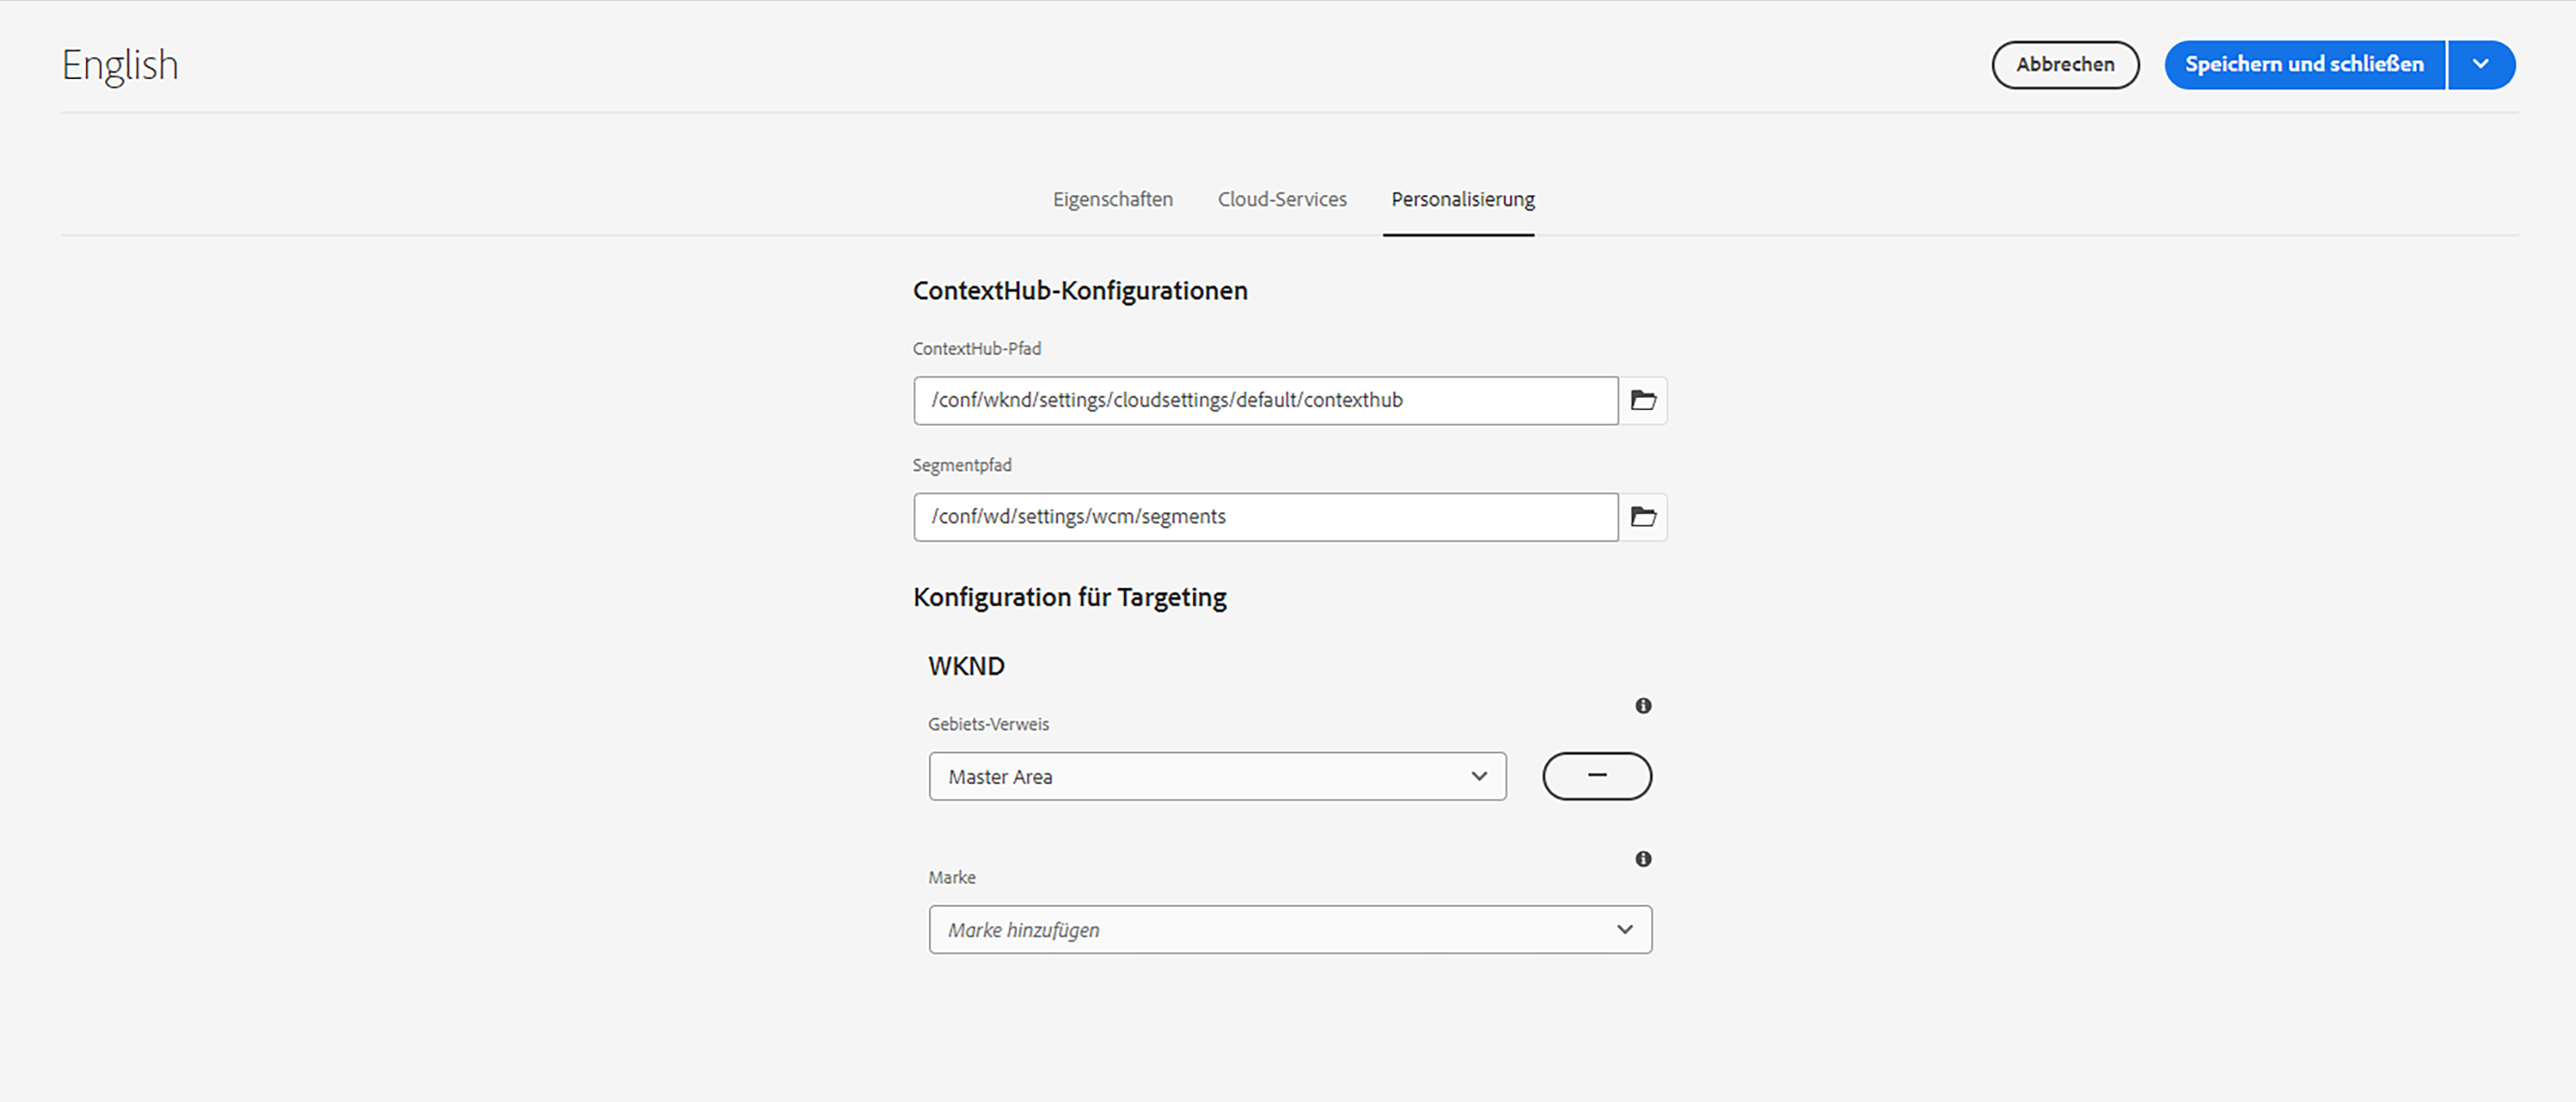 English
Abbrechen
Speichern und schließen
Eigenschaften
Cloud-Services
Personalisierung
ContextHub-Konfigurationen
ContextHub-Pfad
/conf/wknd/settings/cloudsettings/default/contexthub
Segmentpfad
/conf/wd/settings/wcm/segments
Konfiguration für Targeting
WKND
Gebiets-Verweis
Master Area
Marke
Marke hinzufügen